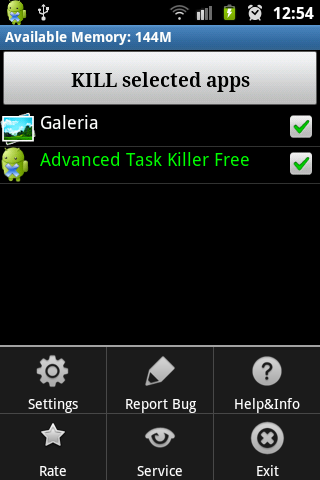 12:54
Available Memory: 144M
KILL selected apps
Galeria
Advanced Task Killer Free
Settings
Report Bug
Help&Info
Rate
Service
Exit